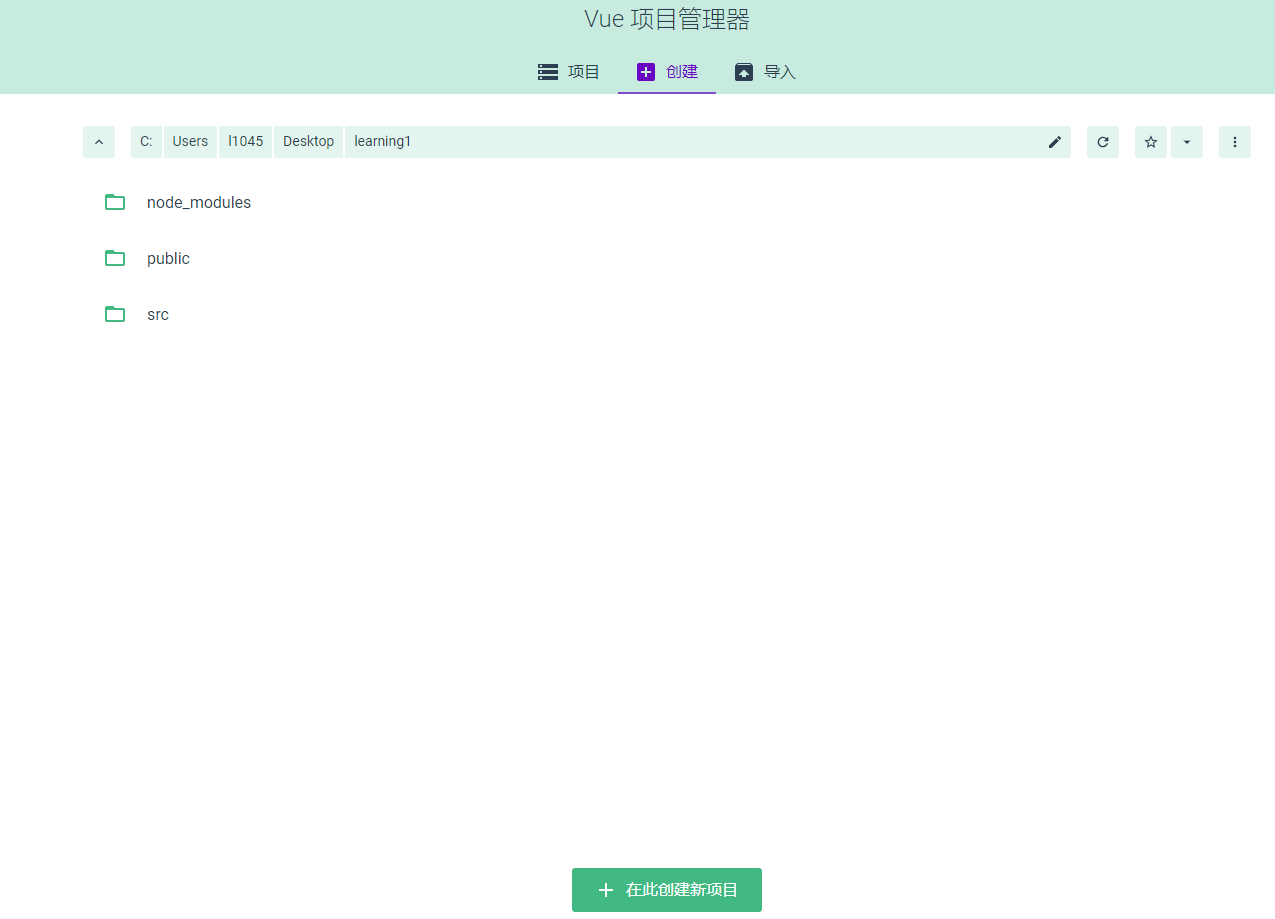 Vue 项目管理器
项目 创建 导入
C: Users l1045 Desktop learning1
node_modules
public
src
在此创建新项目